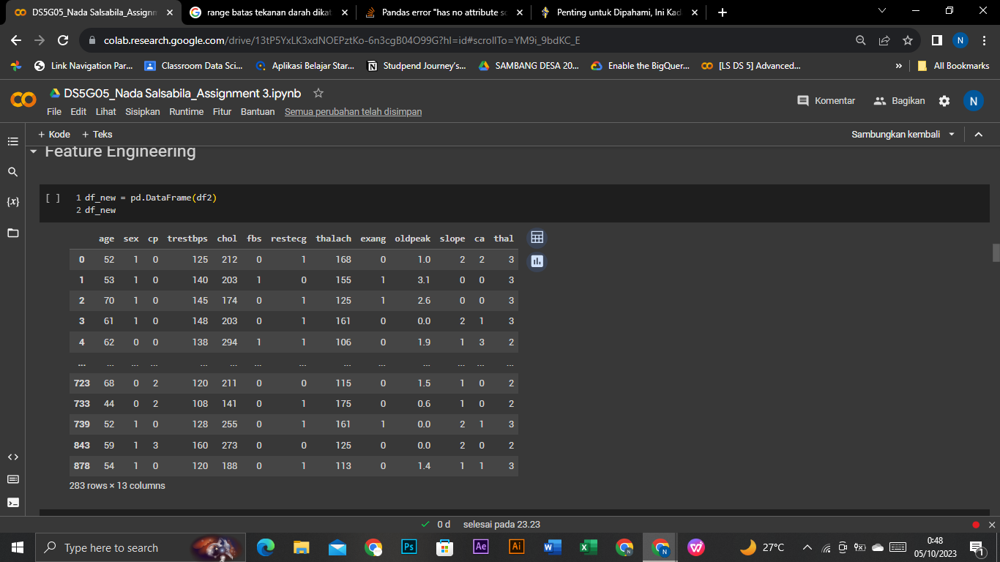 DS5G05_Nada Salsabila_Assignm
range batas tekanan darah dikat
Pandas error "has no attribute sc
Penting untuk Dipahami, Ini Kad
colab.research.google.com/drive/13tP5YxLK3xdNOEPztKo-6n3cgB04O99G?hl=id#scrollTo=YM9i_9bdKC_E
N
Link Navigation Par...
Classroom Data Sci...
Aplikasi Belajar Star...
Studpend Journey's...
SAMBANG DESA 20...
Enable the BigQuer...
[LS DS 5] Advanced...
» All Bookmarks
DS5G05_Nada Salsabila_Assignment 3.ipynb
Komentar Bagikan N
File Edit Lihat Sisipkan Runtime Fitur Bantuan Semua perubahan telah disimpan
+ Kode + Teks Sambungkan kembali
Feature Engineering
[ ] 1 df_new = pd.DataFrame(df2)
2 df_new
age sex cp trestbps chol fbs restecg thalach exang oldpeak slope ca thal
0 52 1 0 125 212 0 1 168 0 1.0 2 2 3
1 53 1 0 140 203 1 0 155 1 3.1 0 0 3
2 70 1 0 145 174 0 1 125 1 2.6 0 0 3
3 61 1 0 148 203 0 1 161 0 0.0 2 1 3
4 62 0 0 138 294 1 1 106 0 1.9 1 3 2
... ... ... ... ... ... ... ... ... ... ... ... ... ...
723 68 0 2 120 211 0 0 115 0 1.5 1 0 2
733 44 0 2 108 141 0 1 175 0 0.6 1 0 2
739 52 1 0 128 255 0 1 161 1 0.0 2 1 3
843 59 1 3 160 273 0 0 125 0 0.0 2 0 2
878 54 1 0 120 188 0 1 113 0 1.4 1 1 3
283 rows × 13 columns
{x}
0 d selesai pada 23.23
Type here to search
Ps
Ae
Ai
W
X
N
27°C
0:48
05/10/2023
1